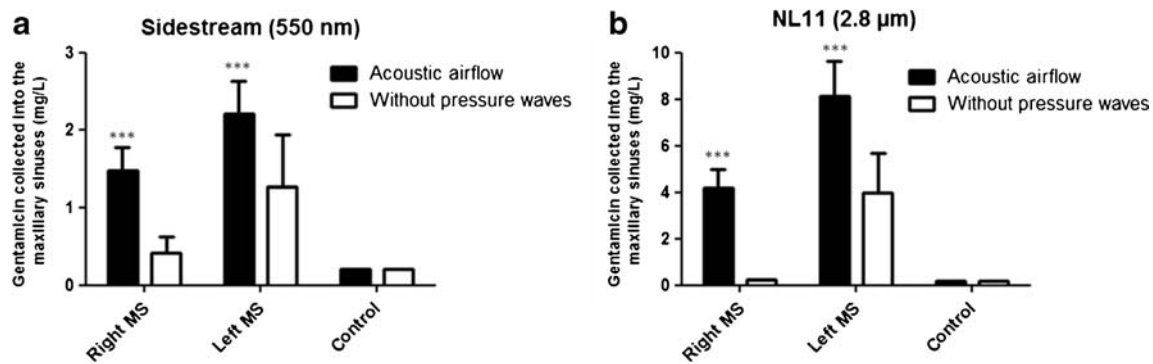 a
Sidestream (550 nm)
Gentamicin collected into the
maxillary sinuses (mg/L)
3
2
1
0
***
***
Acoustic airflow
Without pressure waves
Right MS
Left MS
Control
b
NL11 (2.8 µm)
Gentamicin collected into the
maxillary sinuses (mg/L)
10
8
6
4
2
0
***
***
Acoustic airflow
Without pressure waves
Right MS
Left MS
Control